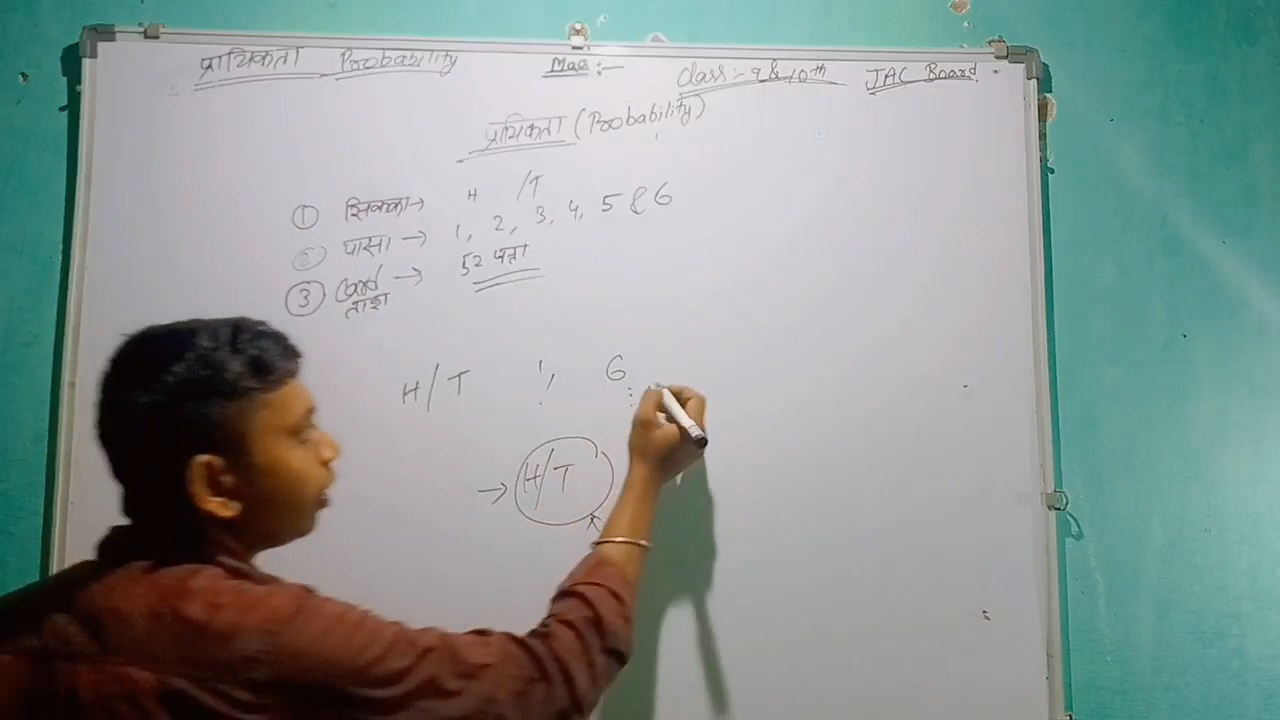 प्रायिकता Probability Maa :- Class :- 9 & 10th JAC Board
प्रायिकता (Probability)
① सिक्का → H /T
② पासा → 1, 2, 3, 4, 5 & 6
③ Card → 52 पत्ता
ताश
H/T 6
→ H/T